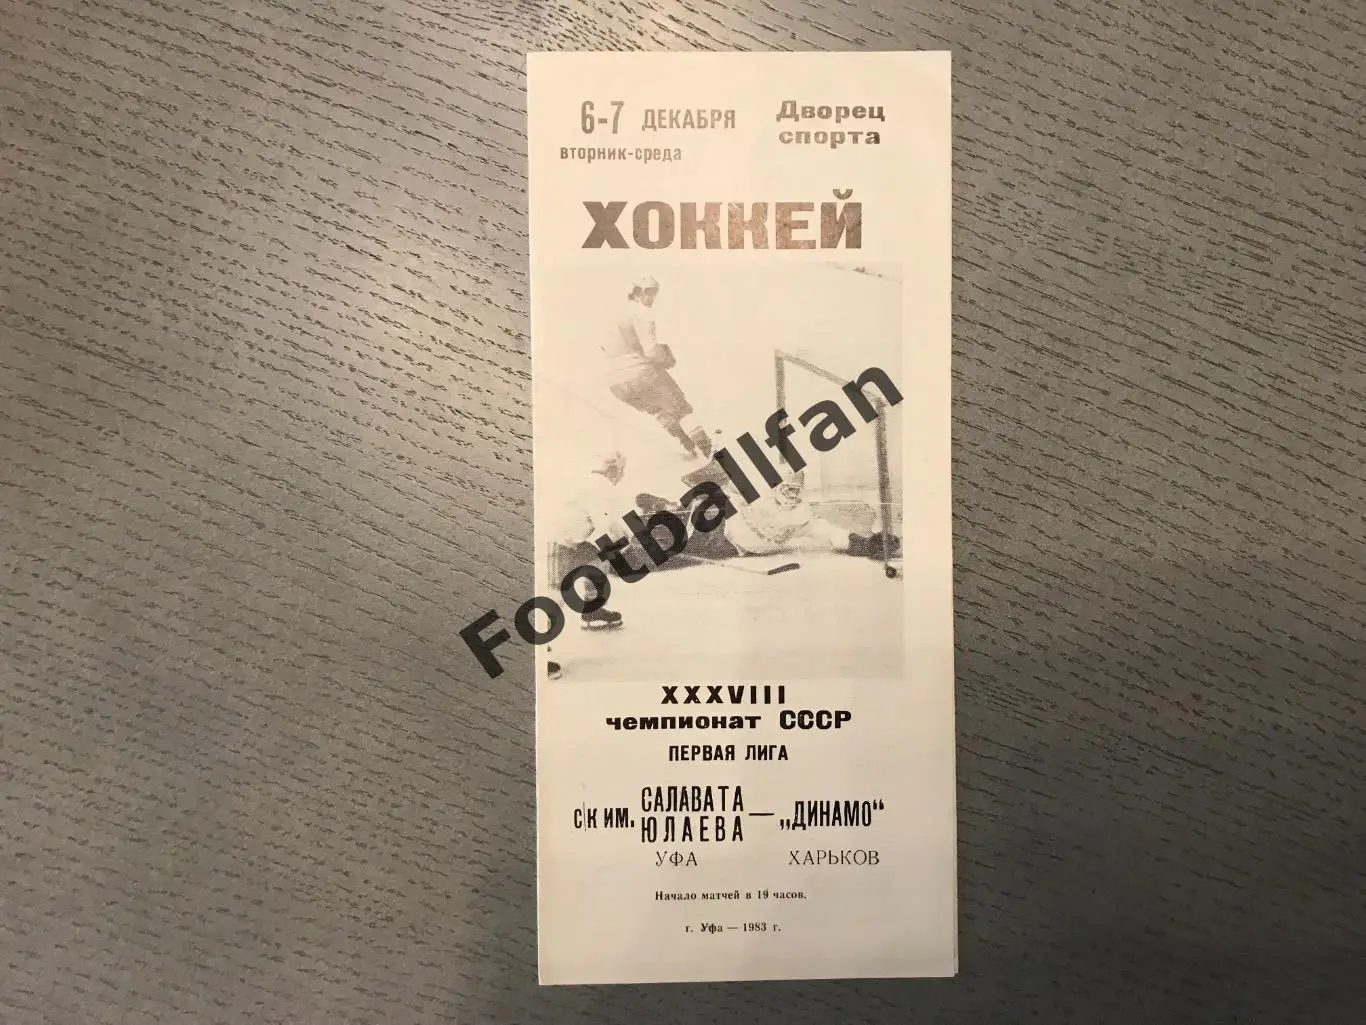 6-7 ДЕКАБРЯ
вторник-среда
Дворец
спорта
ХОККЕЙ
Footballfan
XXXVIII
чемпионат СССР
ПЕРВАЯ ЛИГА
с/к им. САЛАВАТА ЮЛАЕВА — „ДИНАМО“
УФА ХАРЬКОВ
Начало матчей в 19 часов.
г. Уфа — 1983 г.